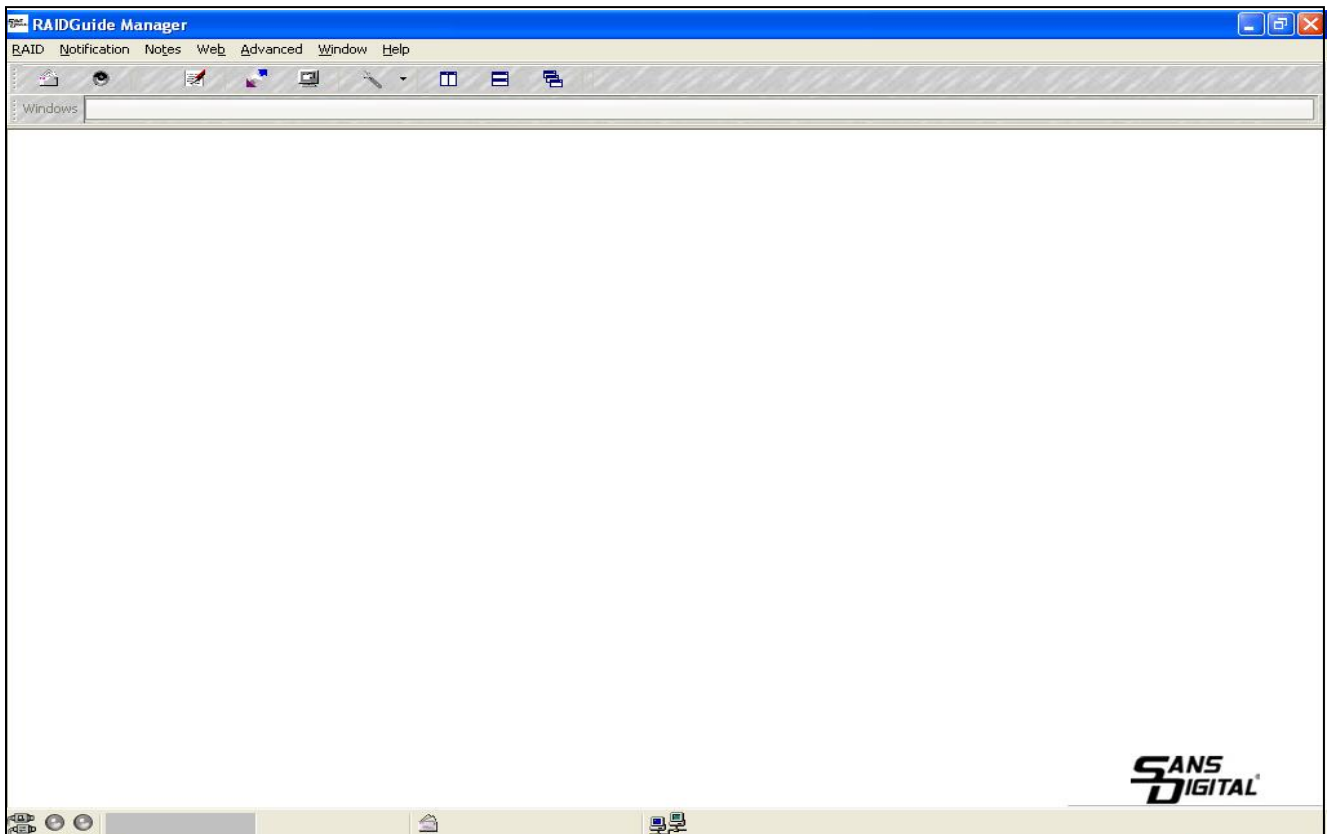 RAIDGuide Manager
RAID Notification Notes Web Advanced Window Help
Windows
SANS
DIGITAL